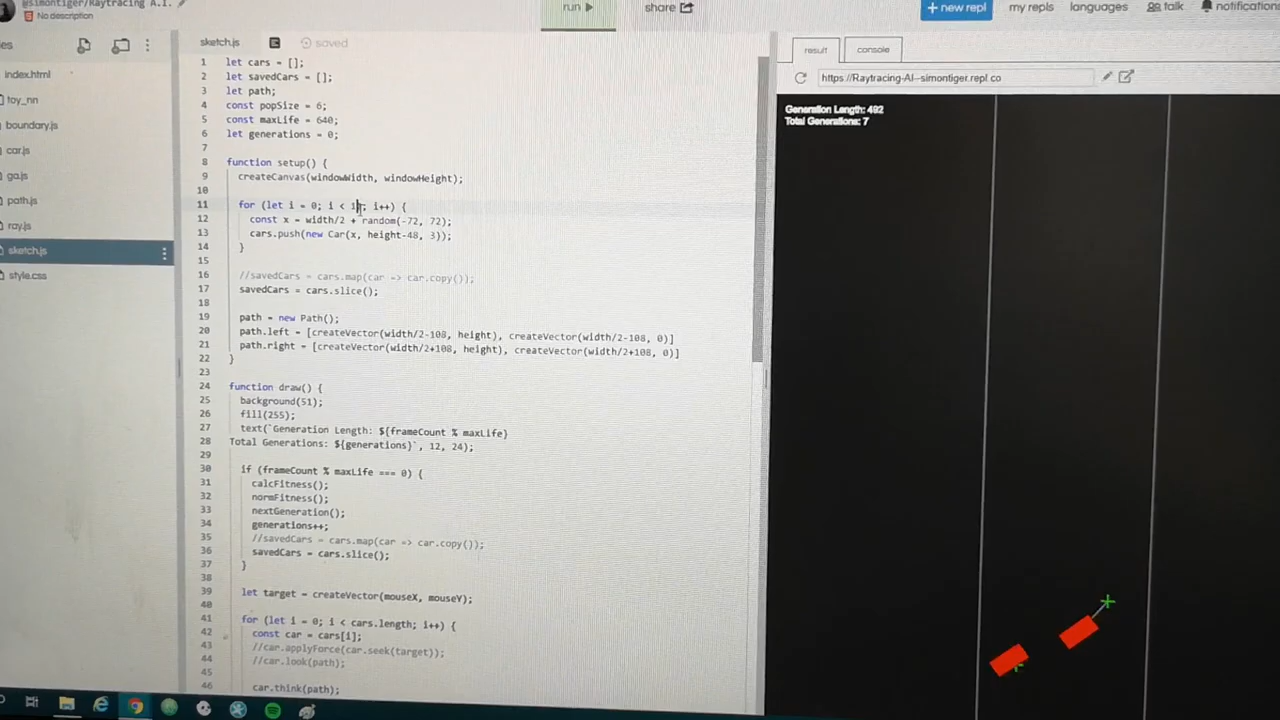 @simontiger/Raytracing A.I.
No description
run
share
+ new repl
my repls
languages
talk
notifications
index.html
toy_nn
boundary.js
car.js
ga.js
path.js
ray.js
sketch.js
style.css
sketch.js
saved
1 let cars = [];
2 let savedCars = [];
3 let path;
4 const popSize = 6;
5 const maxLife = 640;
6 let generations = 0;
7
8 function setup() {
9 createCanvas(windowWidth, windowHeight);
10
11 for (let i = 0; i < ; i++) {
12 const x = width/2 + random(-72, 72);
13 cars.push(new Car(x, height-48, 3));
14 }
15
16 //savedCars = cars.map(car => car.copy());
17 savedCars = cars.slice();
18
19 path = new Path();
20 path.left = [createVector(width/2-108, height), createVector(width/2-108, 0)]
21 path.right = [createVector(width/2+108, height), createVector(width/2+108, 0)]
22 }
23
24 function draw() {
25 background(51);
26 fill(255);
27 text(`Generation Length: ${frameCount % maxLife}
28 Total Generations: ${generations}`, 12, 24);
29
30 if (frameCount % maxLife === 0) {
31 calcFitness();
32 normFitness();
33 nextGeneration();
34 generations++;
35 //savedCars = cars.map(car => car.copy());
36 savedCars = cars.slice();
37 }
38
39 let target = createVector(mouseX, mouseY);
40
41 for (let i = 0; i < cars.length; i++) {
42 const car = cars[i];
43 //car.applyForce(car.seek(target));
44 //car.look(path);
45
46 car.think(path);
result
console
https://Raytracing-AI--simontiger.repl.co
Generation Length: 492
Total Generations: 7